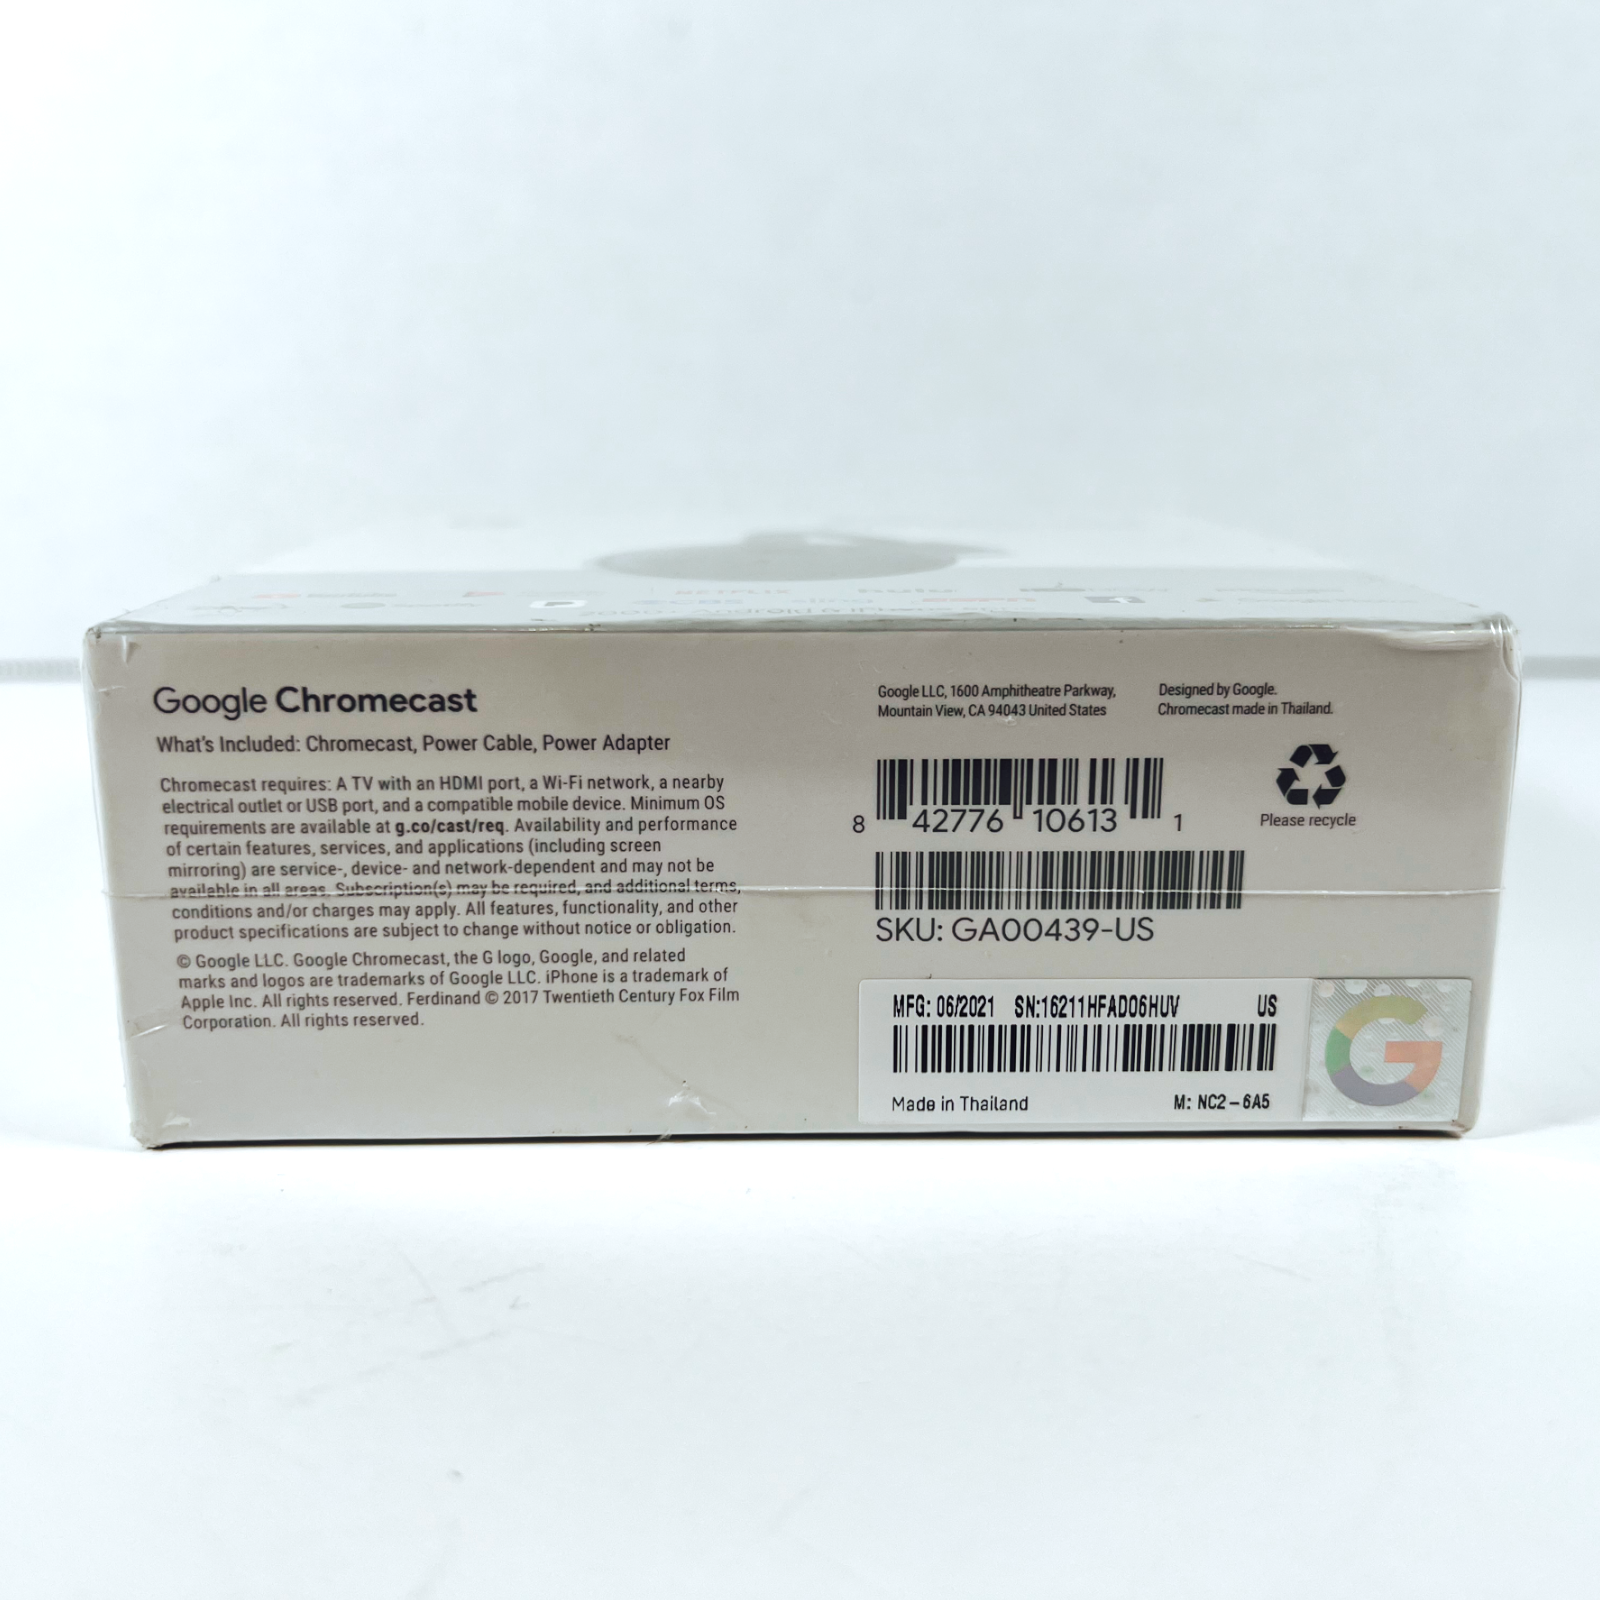 NETFLIX
Google Chromecast
What's Included: Chromecast, Power Cable, Power Adapter
Chromecast requires: A TV with an HDMI port, a Wi-Fi network, a nearby
electrical outlet or USB port, and a compatible mobile device. Minimum OS
requirements are available at g.co/cast/req. Availability and performance
of certain features, services, and applications (including screen
mirroring) are service-, device- and network-dependent and may not be
available in all areas. Subscription(s) may be required, and additional terms,
conditions and/or charges may apply. All features, functionality, and other
product specifications are subject to change without notice or obligation.
© Google LLC. Google Chromecast, the G logo, Google, and related
marks and logos are trademarks of Google LLC. iPhone is a trademark of
Apple Inc. All rights reserved. Ferdinand © 2017 Twentieth Century Fox Film
Corporation. All rights reserved.
Google LLC, 1600 Amphitheatre Parkway,
Mountain View, CA 94043 United States
Designed by Google.
Chromecast made in Thailand.
8 42776 10613 1
Please recycle
SKU: GA00439-US
MFG: 06/2021 SN:16211HFAD06HUV US
Made in Thailand M: NC2-6A5
G